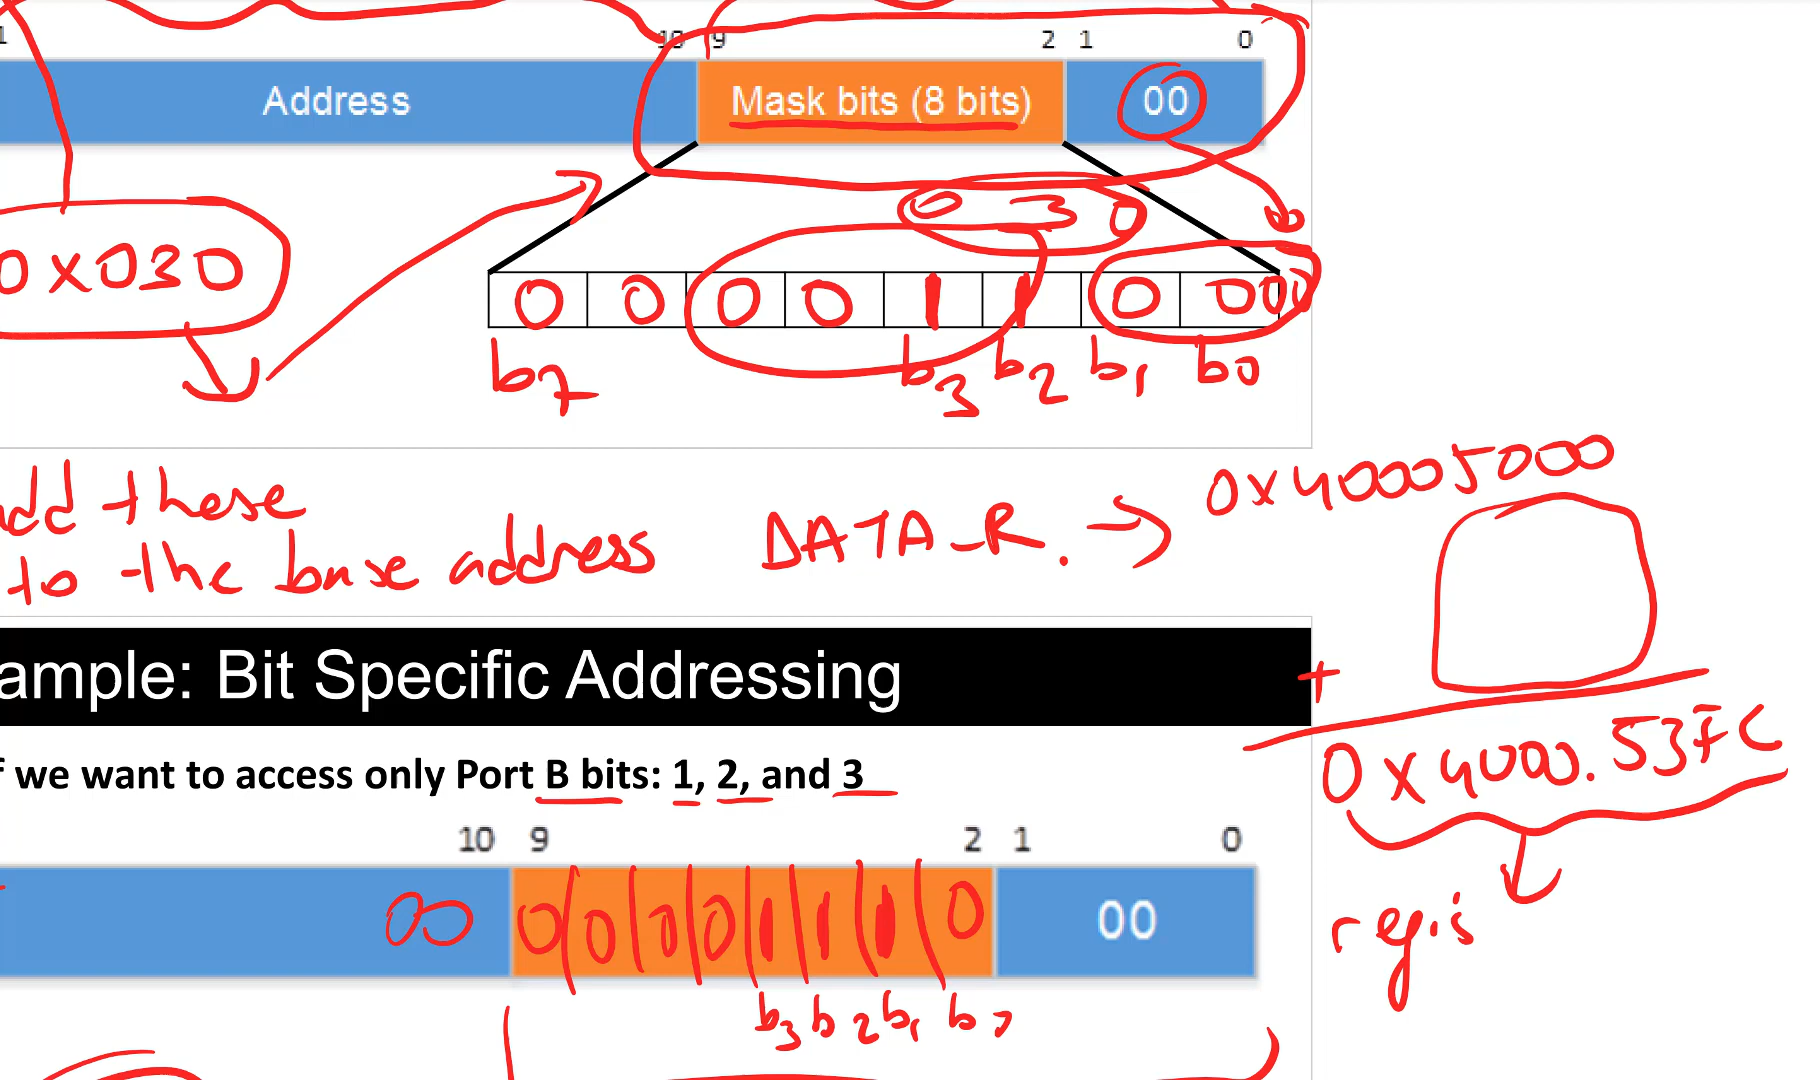 1 10 9 2 1 0
Address Mask bits (8 bits) 00
0 3 0
0x030
0 0 0 0 1 1 0 0 00
b7 b3 b2 b1 b0
add these
to the base address DATA_R. → 0x40005000
+
ample: Bit Specific Addressing
0x4000.53FC
f we want to access only Port B bits: 1, 2, and 3
10 9 2 1 0
00 0 0 0 0 1 1 1 0 00
regis
b3 b2 b1 b